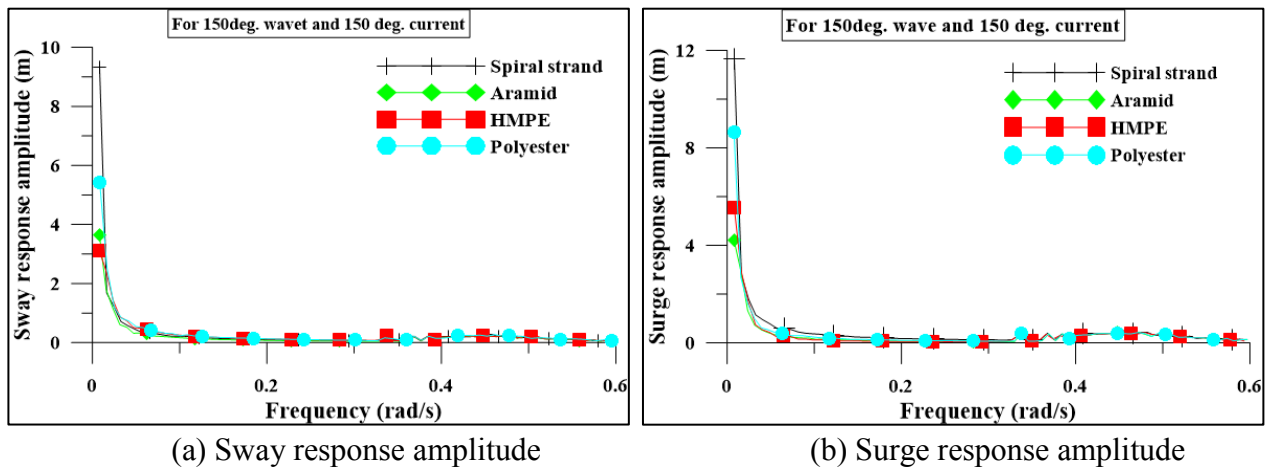 For 150deg. wavet and 150 deg. current
Sway response amplitude (m)
10
8
6
4
2
0
Spiral strand
Aramid
HMPE
Polyester
0 0.2 0.4 0.6
Frequency (rad/s)
(a) Sway response amplitude
For 150deg. wave and 150 deg. current
Surge response amplitude (m)
12
8
4
0
Spiral strand
Aramid
HMPE
Polyester
0 0.2 0.4 0.6
Frequency (rad/s)
(b) Surge response amplitude